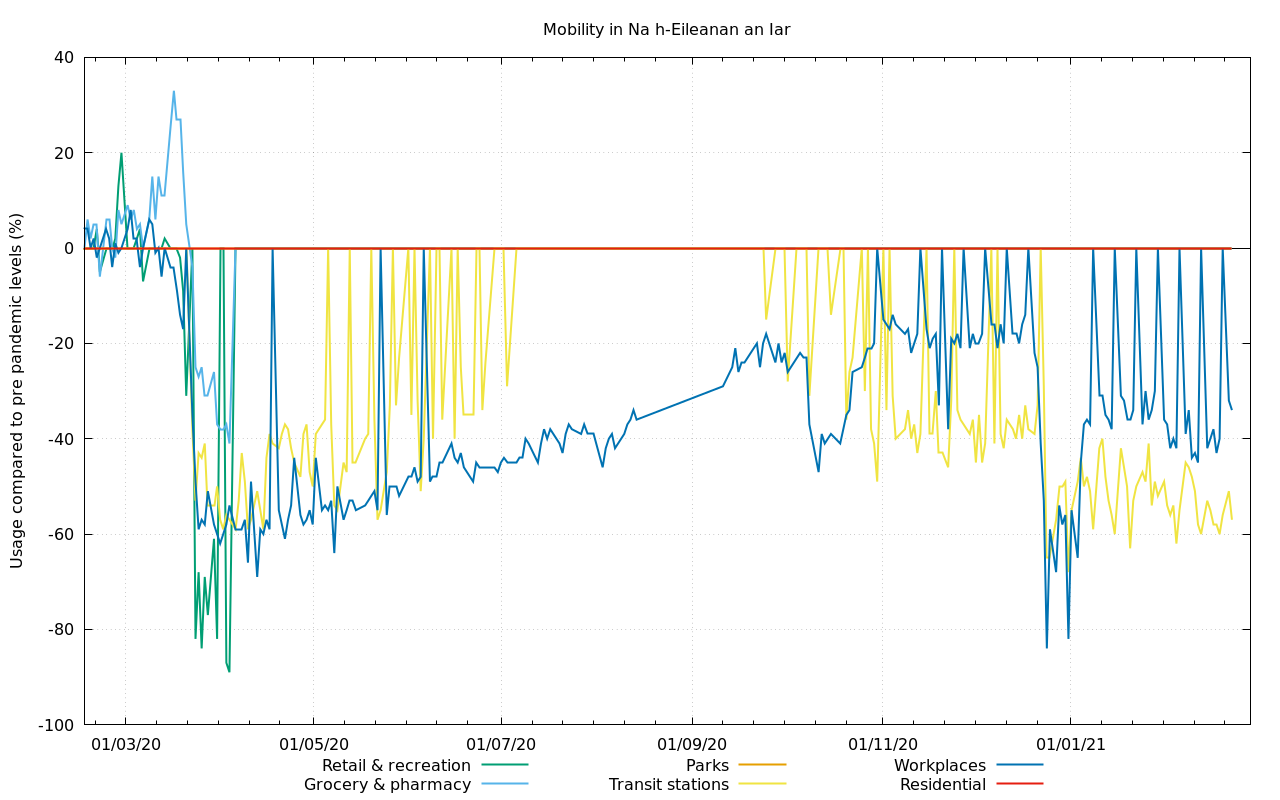 Mobility in Na h-Eileanan an Iar
Usage compared to pre pandemic levels (%)
40
20
0
-20
-40
-60
-80
-100
01/03/20 01/05/20 01/07/20 01/09/20 01/11/20 01/01/21
Retail & recreation Parks Workplaces
Grocery & pharmacy Transit stations Residential